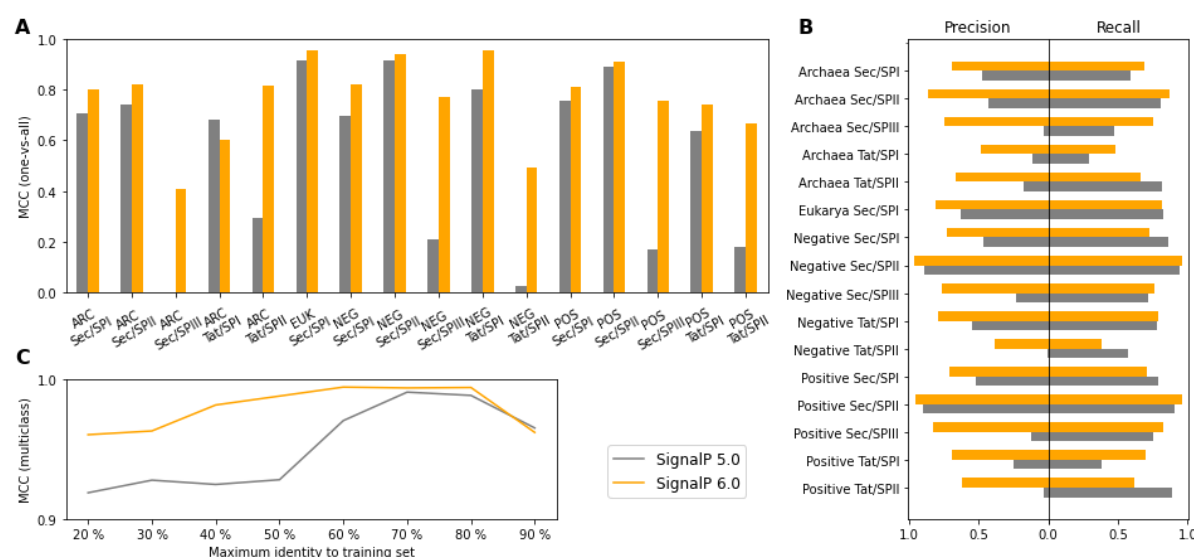 A
1.0
0.8
0.6
0.4
0.2
0.0
MCC (one-vs-all)
ARC
Sec/SPI
ARC
Sec/SPII
ARC
Sec/SPIII
ARC
Tat/SPI
ARC
Tat/SPII
EUK
Sec/SPI
NEG
Sec/SPI
NEG
Sec/SPII
NEG
Sec/SPIII
NEG
Tat/SPI
NEG
Tat/SPII
POS
Sec/SPI
POS
Sec/SPII
POS
Sec/SPIII
POS
Tat/SPI
POS
Tat/SPII
B
Precision Recall
Archaea Sec/SPI
Archaea Sec/SPII
Archaea Sec/SPIII
Archaea Tat/SPI
Archaea Tat/SPII
Eukarya Sec/SPI
Negative Sec/SPI
Negative Sec/SPII
Negative Sec/SPIII
Negative Tat/SPI
Negative Tat/SPII
Positive Sec/SPI
Positive Sec/SPII
Positive Sec/SPIII
Positive Tat/SPI
Positive Tat/SPII
1.0 0.5 0.0 0.5 1.0
C
1.0
0.9
MCC (multiclass)
20 % 30 % 40 % 50 % 60 % 70 % 80 % 90 %
Maximum identity to training set
SignalP 5.0
SignalP 6.0